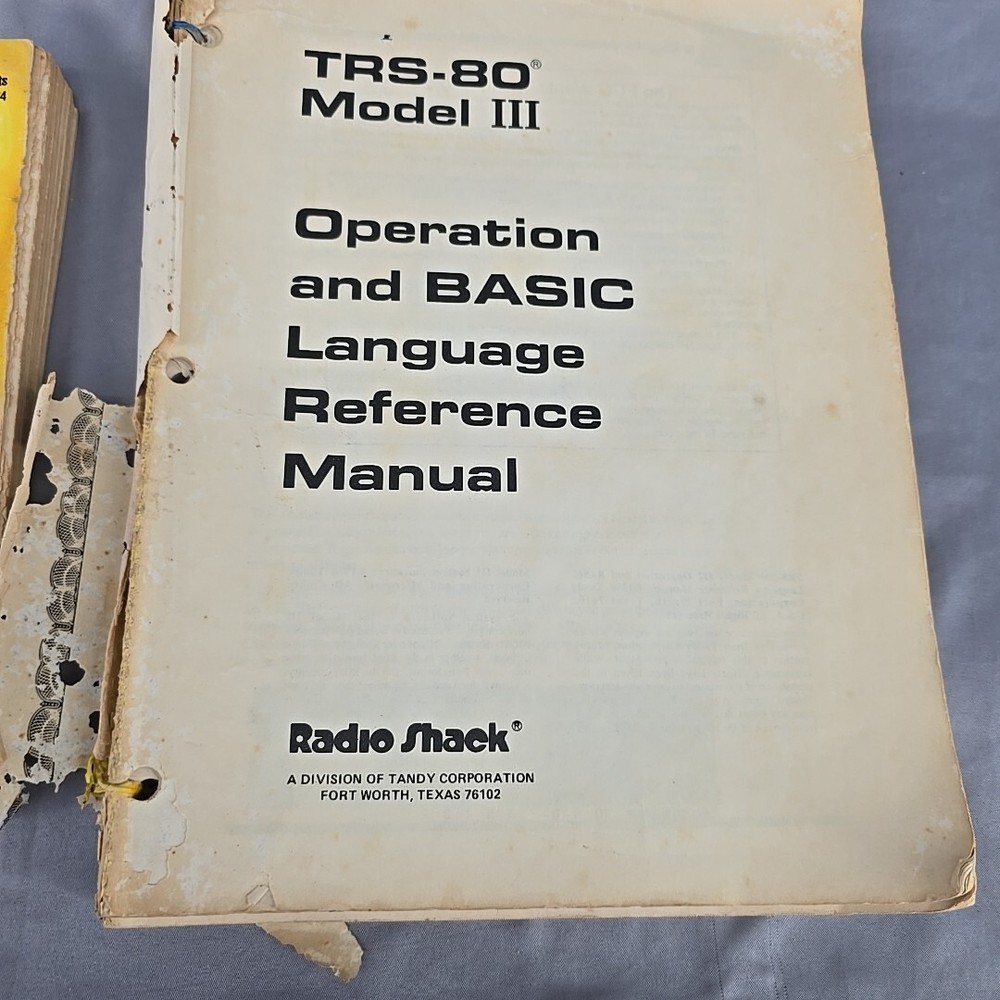 TRS-80®
Model III
Operation
and BASIC
Language
Reference
Manual
Radio Shack®
A DIVISION OF TANDY CORPORATION
FORT WORTH, TEXAS 76102